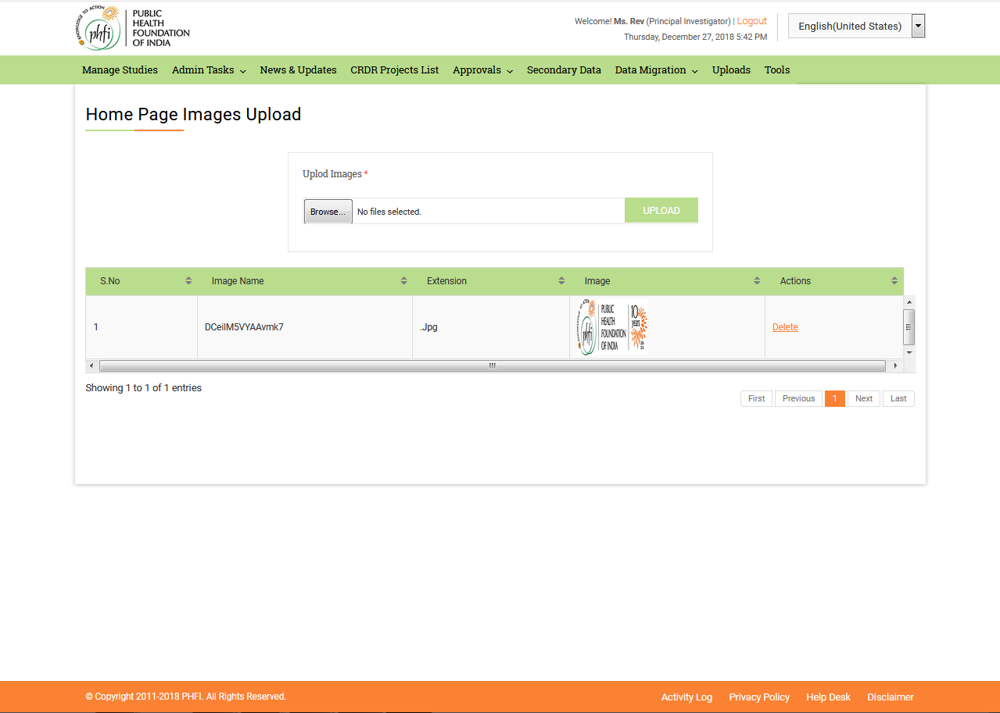 KNOWLEDGE TO ACTION
phfi
PUBLIC
HEALTH
FOUNDATION
OF INDIA
Welcome! Ms. Rev (Principal Investigator) | Logout
Thursday, December 27, 2018 5:42 PM
English(United States)
Manage Studies Admin Tasks News & Updates CRDR Projects List Approvals Secondary Data Data Migration Uploads Tools
Home Page Images Upload
Uplod Images *
Browse... No files selected. UPLOAD
S.No Image Name Extension Image Actions
1 DCeiIM5VYAAvmk7 .Jpg Delete
phfi
PUBLIC
HEALTH
FOUNDATION
OF INDIA
10
years
Showing 1 to 1 of 1 entries
First Previous 1 Next Last
© Copyright 2011-2018 PHFI. All Rights Reserved.
Activity Log Privacy Policy Help Desk Disclaimer